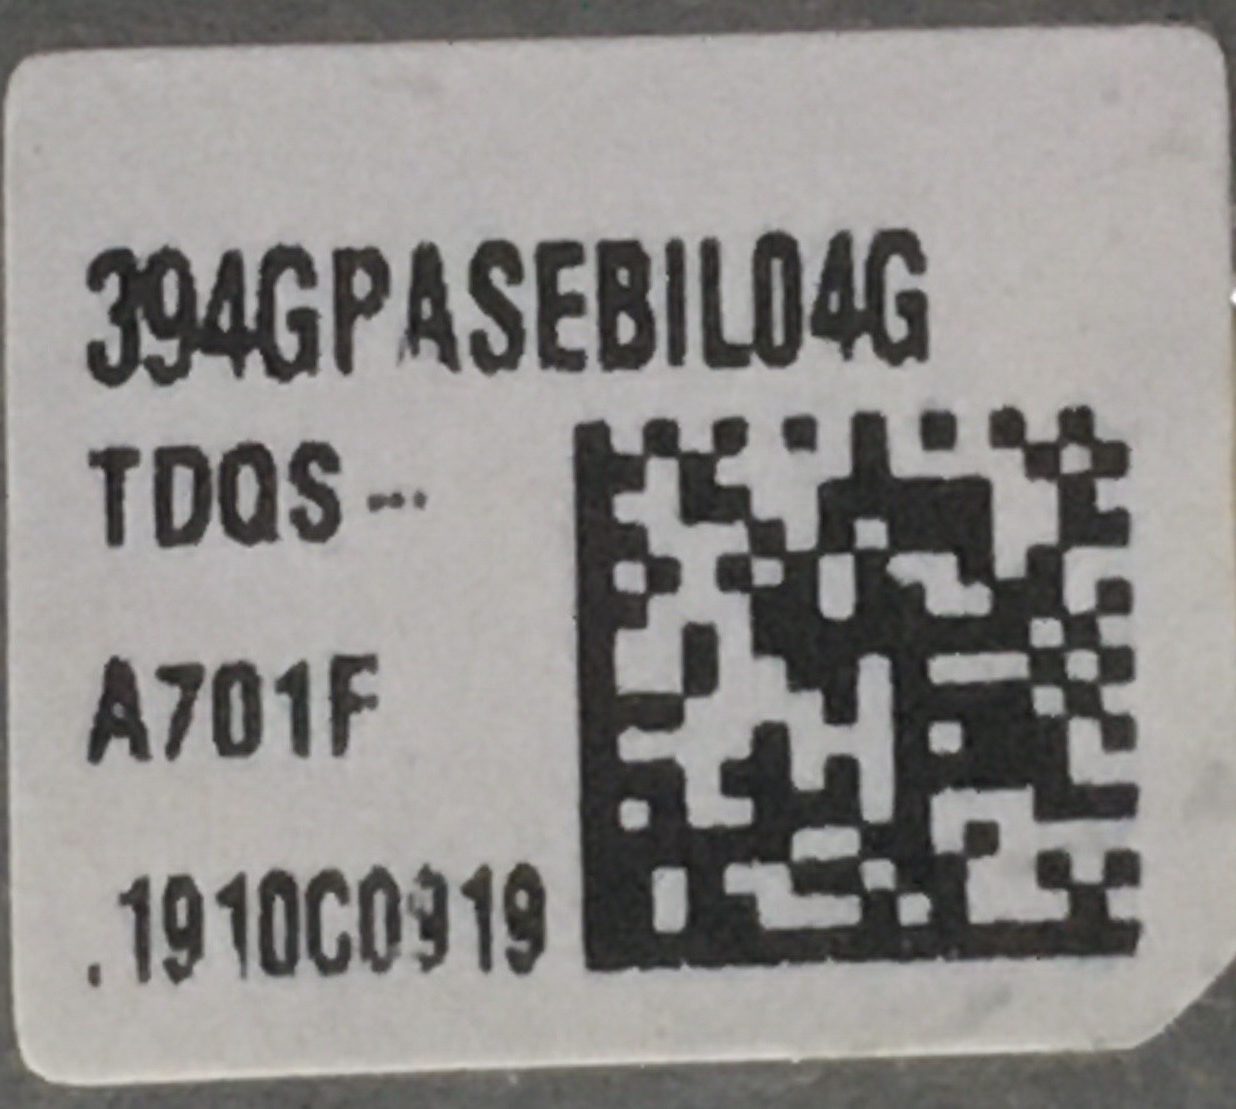 394GPASEBIL04G
TDQS---
A701F
.1910C0919